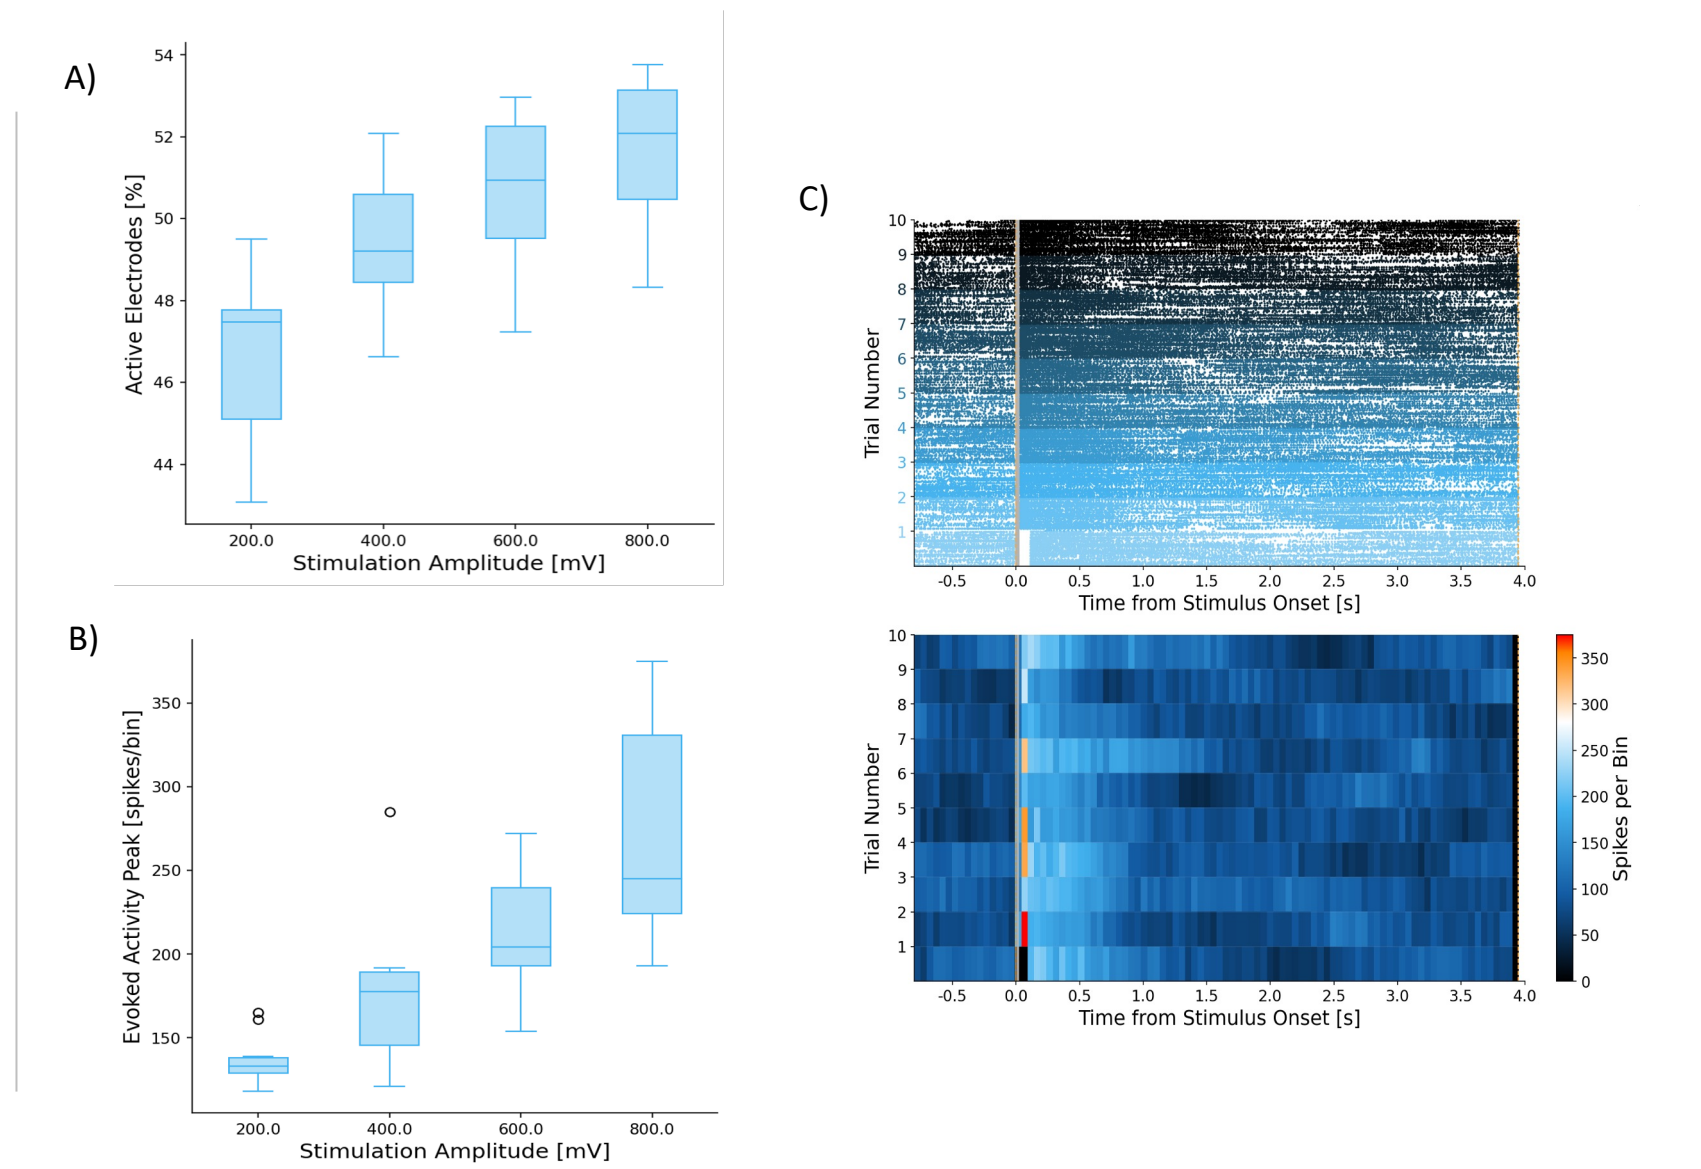 A)
54
52
50
48
46
44
Active Electrodes [%]
200.0 400.0 600.0 800.0
Stimulation Amplitude [mV]
B)
350
300
250
200
150
Evoked Activity Peak [spikes/bin]
200.0 400.0 600.0 800.0
Stimulation Amplitude [mV]
C)
10
9
8
7
6
5
4
3
2
1
Trial Number
-0.5 0.0 0.5 1.0 1.5 2.0 2.5 3.0 3.5 4.0
Time from Stimulus Onset [s]
10
9
8
7
6
5
4
3
2
1
Trial Number
-0.5 0.0 0.5 1.0 1.5 2.0 2.5 3.0 3.5 4.0
Time from Stimulus Onset [s]
350
300
250
200
150
100
50
0
Spikes per Bin